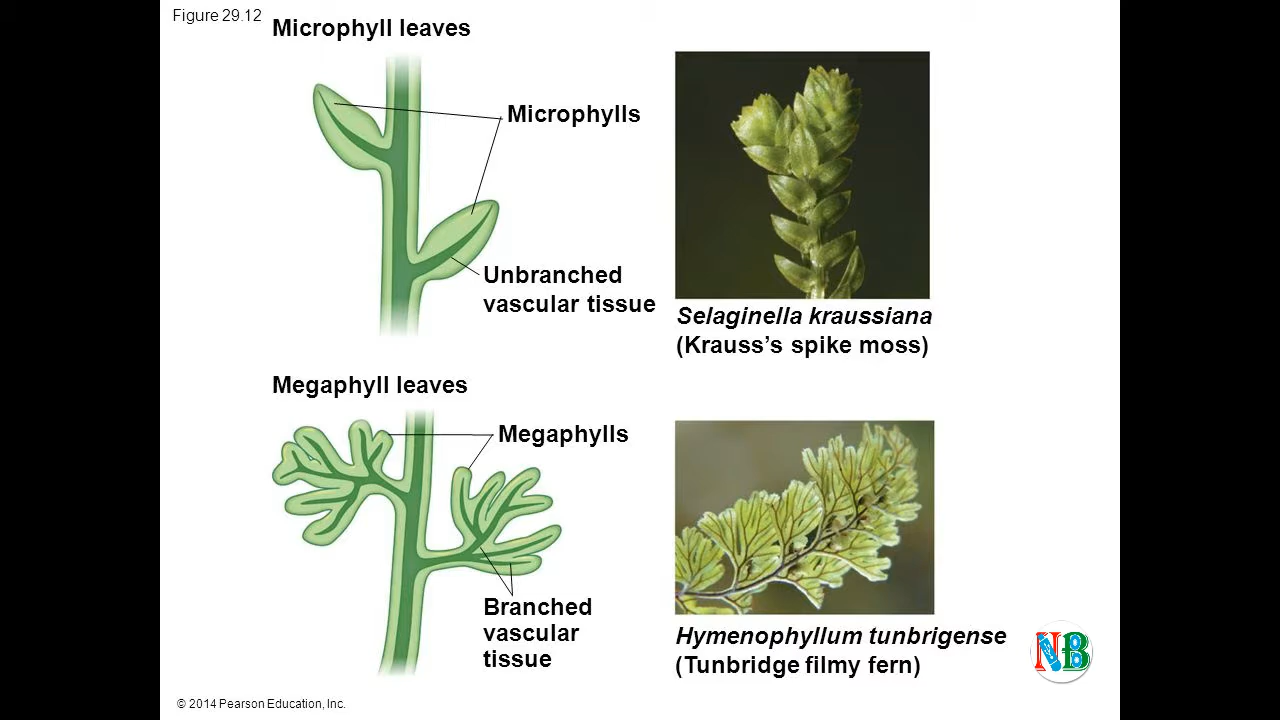 Figure 29.12
Microphyll leaves
Microphylls
Unbranched
vascular tissue
Selaginella kraussiana
(Krauss’s spike moss)
Megaphyll leaves
Megaphylls
Branched
vascular
tissue
Hymenophyllum tunbrigense
(Tunbridge filmy fern)
NB
© 2014 Pearson Education, Inc.